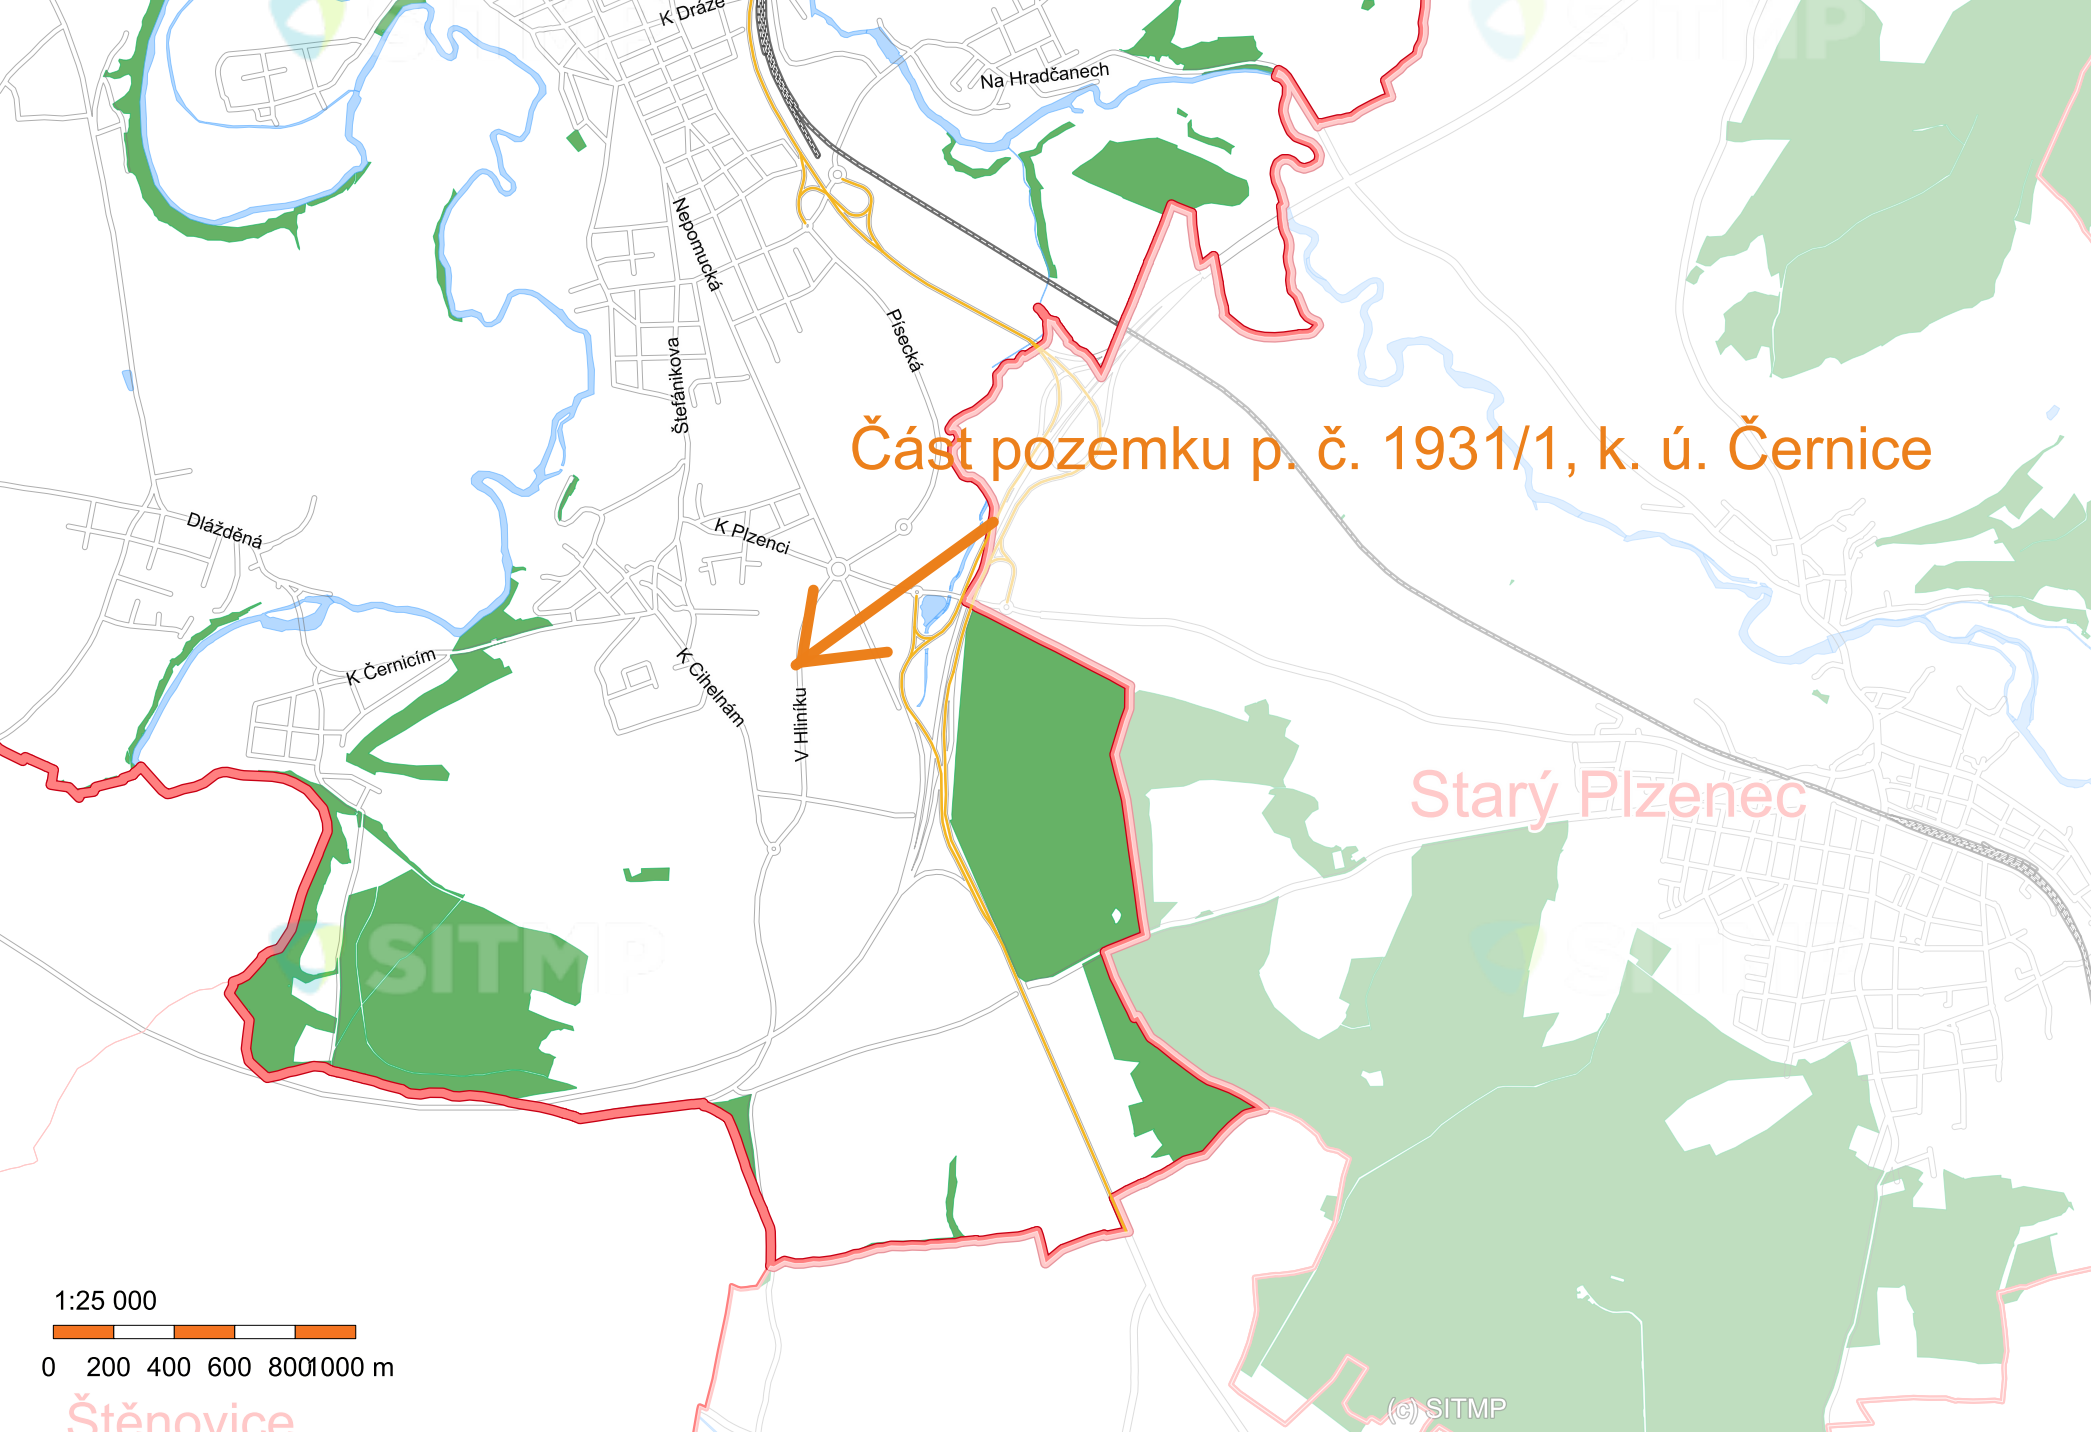 K Dráze
Na Hradčanech
Nepomucká
Písecká
Štefánikova
Část pozemku p. č. 1931/1, k. ú. Černice
Dlážděná
K Plzenci
K Černicím
K Cihelnám
V Hliníku
Starý Plzenec
SITMP
1:25 000
0 200 400 600 800 1000 m
Štěnovice
(c) SITMP